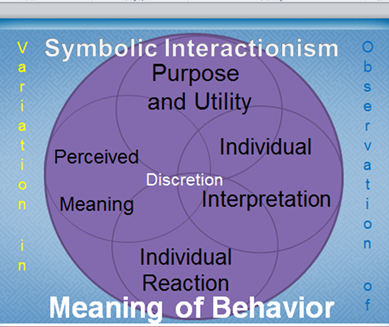 Symbolic Interactionism
Variation in
Observation of
Purpose
and Utility
Perceived
Meaning
Individual
Interpretation
Discretion
Individual
Reaction
Meaning of Behavior